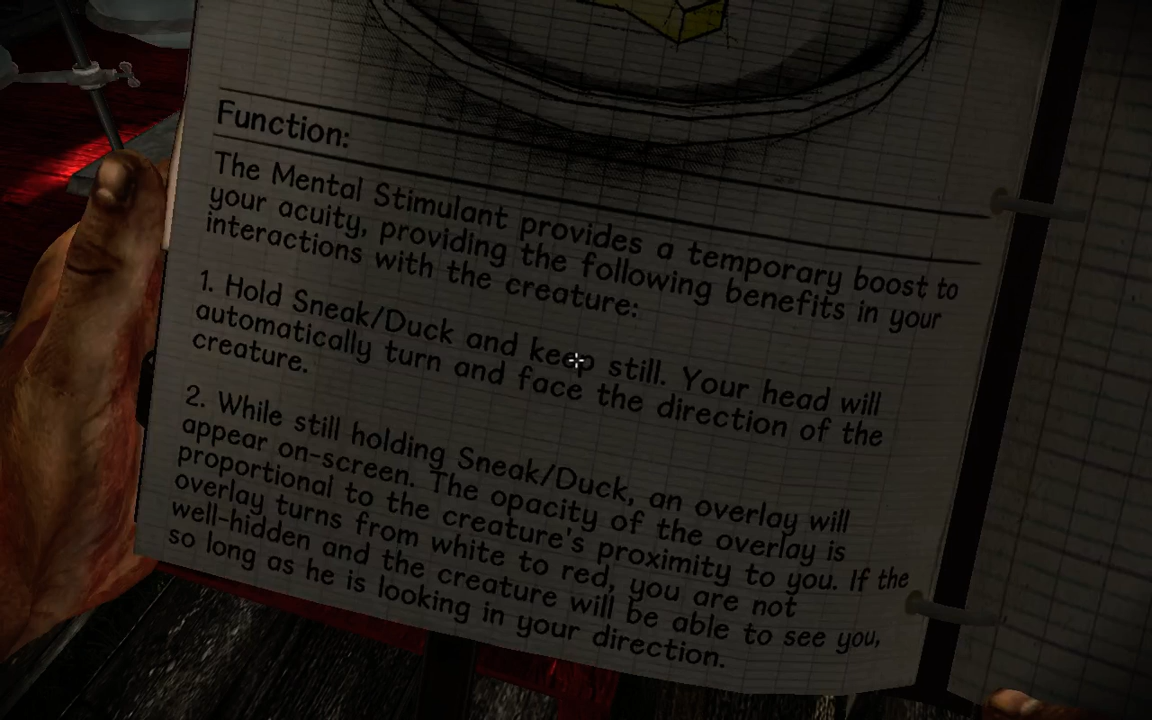 Function:
The Mental Stimulant provides a temporary boost to
your acuity, providing the following benefits in your
interactions with the creature:
1. Hold Sneak/Duck and keep still. Your head will
automatically turn and face the direction of the
creature.
2. While still holding Sneak/Duck, an overlay will
appear on-screen. The opacity of the overlay is
proportional to the creature's proximity to you. If the
overlay turns from white to red, you are not
well-hidden and the creature will be able to see you,
so long as he is looking in your direction.